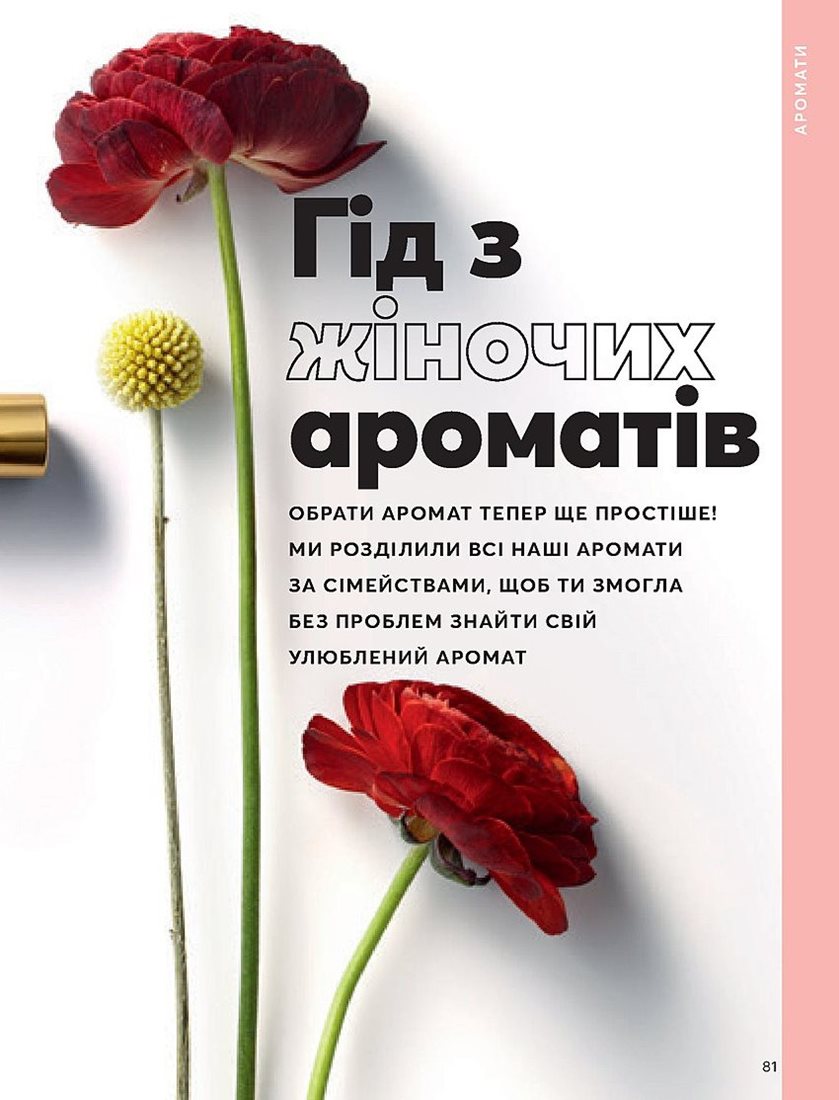 АРОМАТИ
Гід з
жіночих
ароматів
ОБРАТИ АРОМАТ ТЕПЕР ЩЕ ПРОСТІШЕ!
МИ РОЗДІЛИЛИ ВСІ НАШІ АРОМАТИ
ЗА СІМЕЙСТВАМИ, ЩОБ ТИ ЗМОГЛА
БЕЗ ПРОБЛЕМ ЗНАЙТИ СВІЙ
УЛЮБЛЕНИЙ АРОМАТ
81